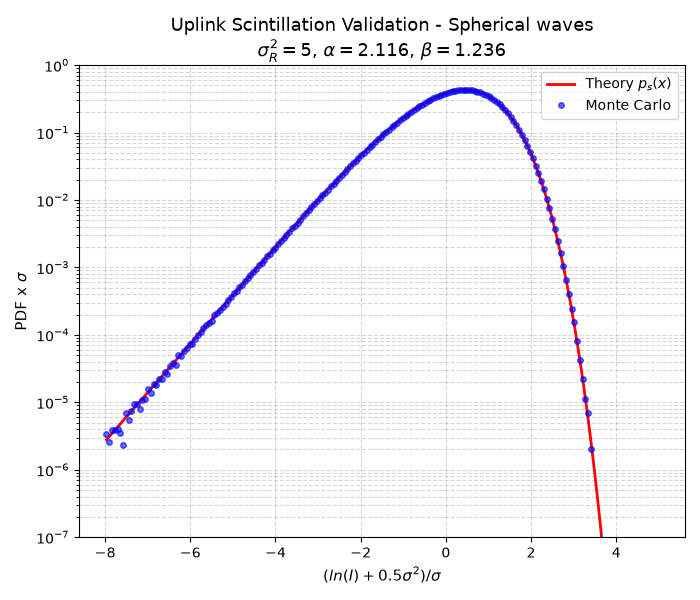 Uplink Scintillation Validation - Spherical waves
σ_R^2 = 5, α = 2.116, β = 1.236
Theory p_s(x)
Monte Carlo
PDF x σ
10^0
10^−1
10^−2
10^−3
10^−4
10^−5
10^−6
10^−7
−8 −6 −4 −2 0 2 4
(ln(I) + 0.5σ^2)/σ